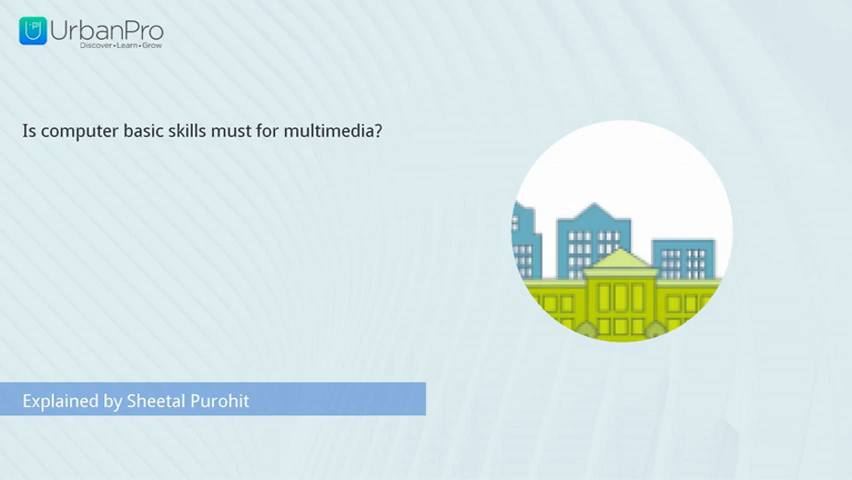 UrbanPro
Discover•Learn•Grow
Is computer basic skills must for multimedia?
Explained by Sheetal Purohit